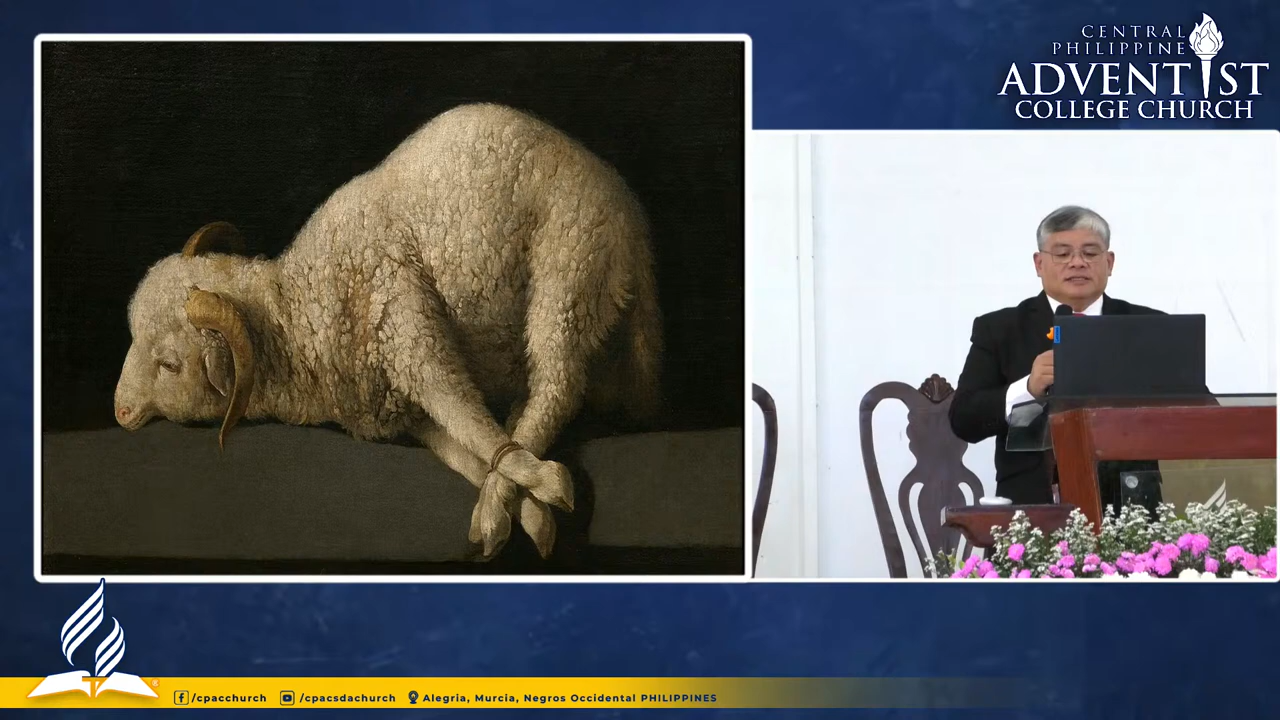 CENTRAL
PHILIPPINE
ADVENTIST
COLLEGE CHURCH
/cpacchurch /cpacsdachurch Alegria, Murcia, Negros Occidental PHILIPPINES